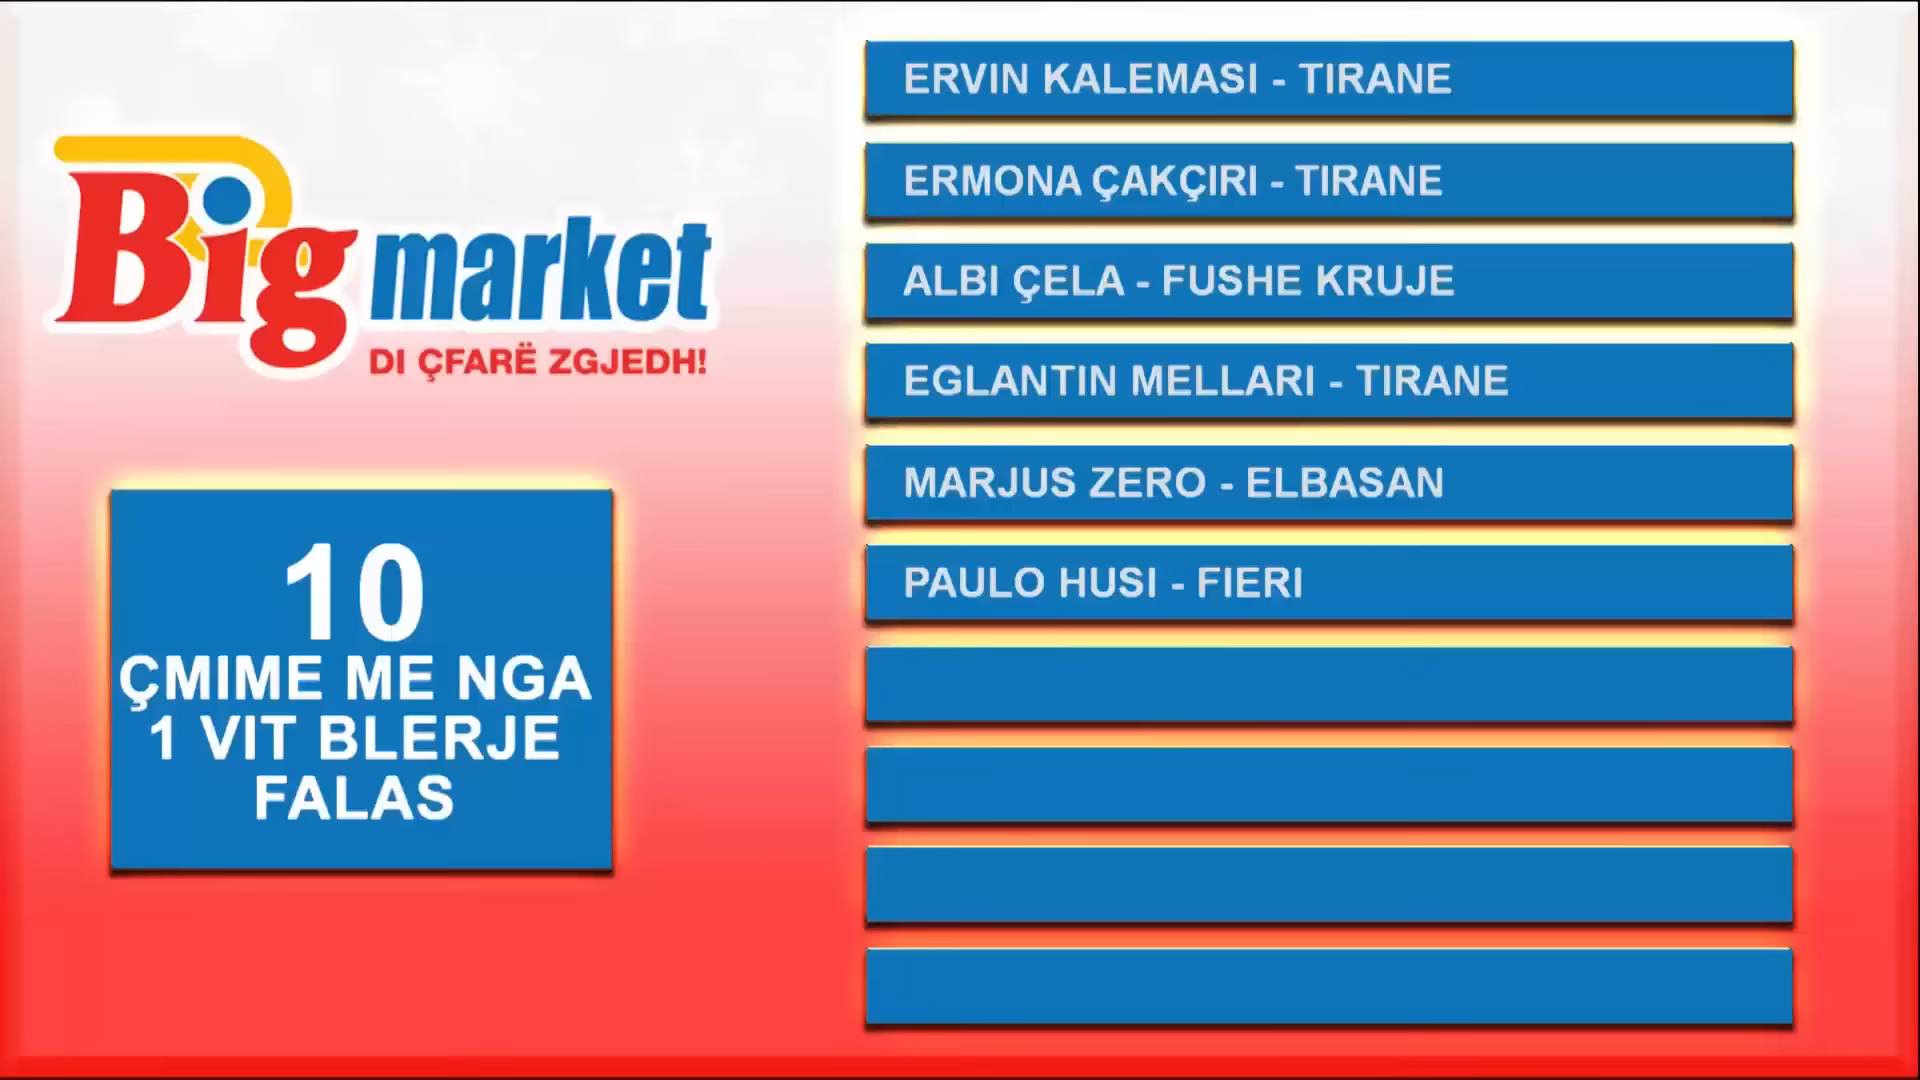 Big market
DI ÇFARË ZGJEDH!
10
ÇMIME ME NGA
1 VIT BLERJE
FALAS
ERVIN KALEMASI - TIRANE
ERMONA ÇAKÇIRI - TIRANE
ALBI ÇELA - FUSHE KRUJE
EGLANTIN MELLARI - TIRANE
MARJUS ZERO - ELBASAN
PAULO HUSI - FIERI